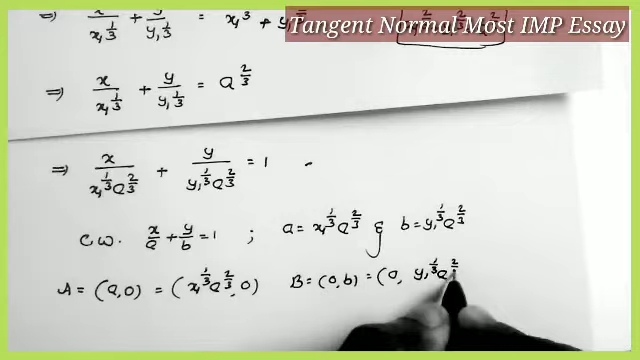 Tangent Normal Most IMP Essay
⇒ x/x₁^(1/3) + y/y₁^(1/3) = x₁^(2/3) + y₁
⇒ x/x₁^(1/3) + y/y₁^(1/3) = a^(2/3)
⇒ x/(x₁^(1/3) a^(2/3)) + y/(y₁^(1/3) a^(2/3)) = 1
C.W. x/a + y/b = 1 ; a = x₁^(1/3) a^(2/3) & b = y₁^(1/3) a^(2/3)
A = (a, 0) = (x₁^(1/3) a^(2/3), 0) B = (0, b) = (0, y₁^(1/3) a^2